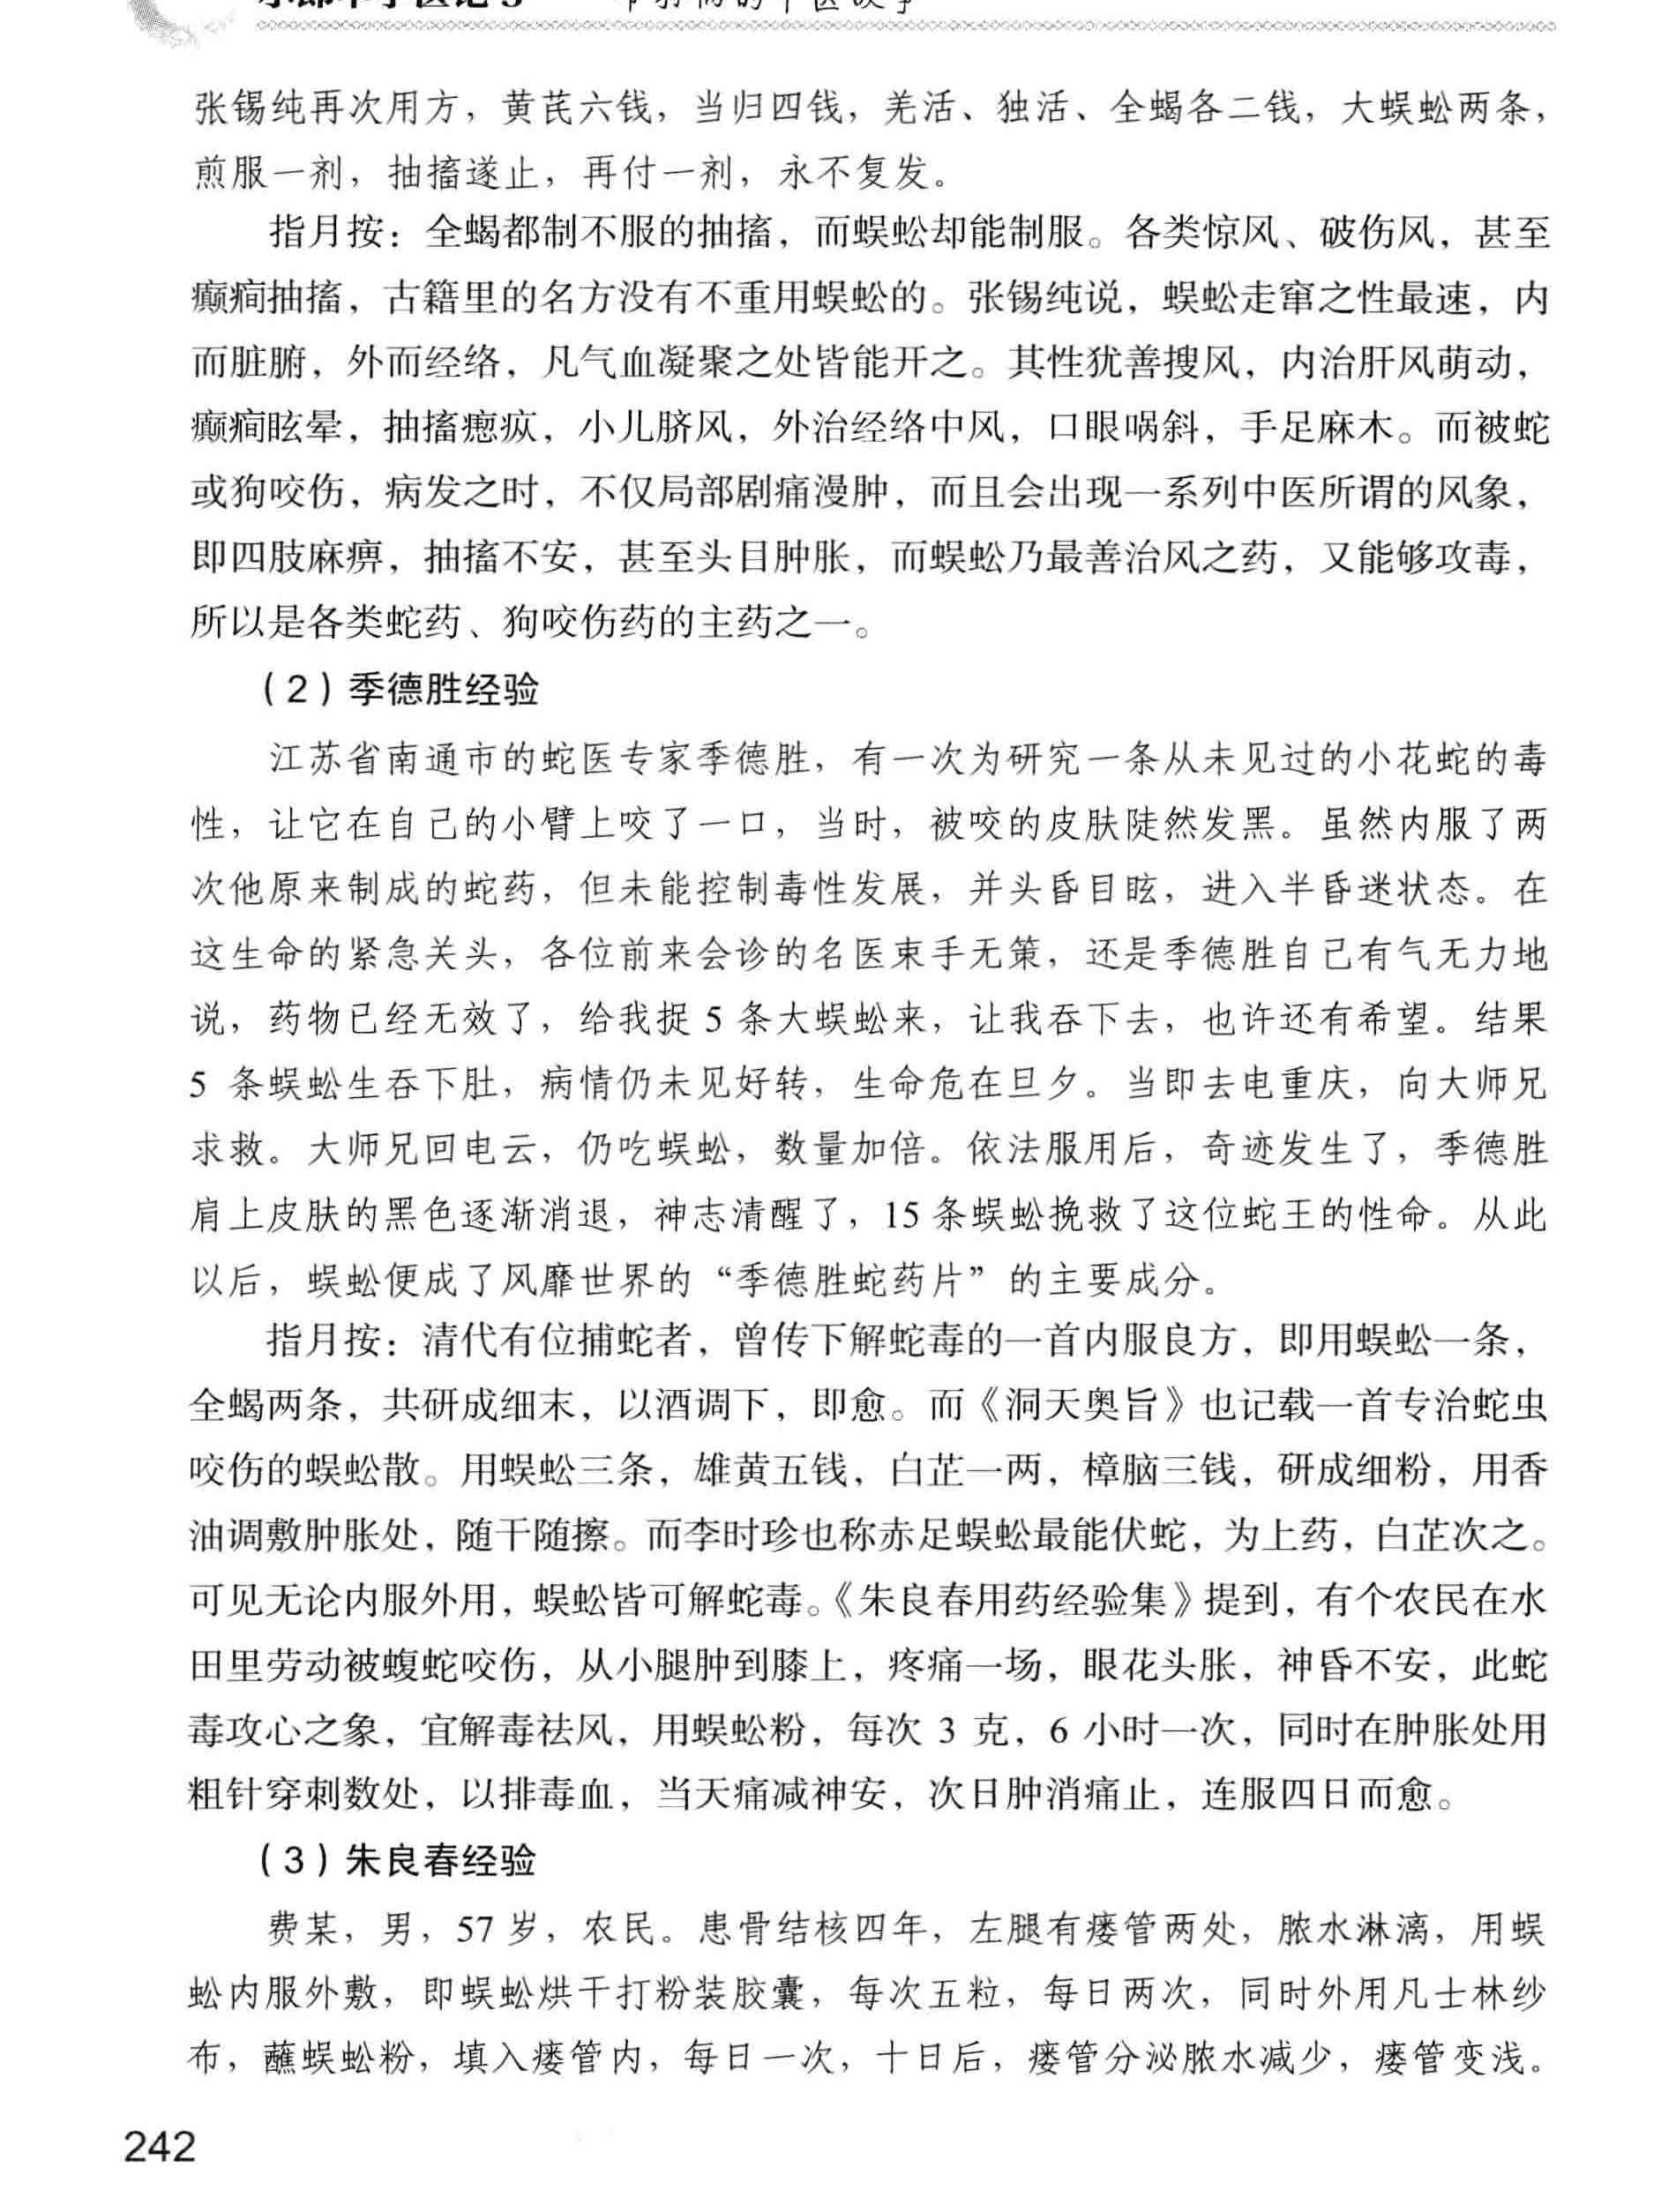 张锡纯再次用方，黄芪六钱，当归四钱，羌活、独活、全蝎各二钱，大蜈蚣两条，
煎服一剂，抽搐遂止，再付一剂，永不复发。
指月按：全蝎都制不服的抽搐，而蜈蚣却能制服。各类惊风、破伤风，甚至
癫痫抽搐，古籍里的名方没有不重用蜈蚣的。张锡纯说，蜈蚣走窜之性最速，内
而脏腑，外而经络，凡气血凝聚之处皆能开之。其性犹善搜风，内治肝风萌动，
癫痫眩晕，抽搐瘛疭，小儿脐风，外治经络中风，口眼㖞斜，手足麻木。而被蛇
或狗咬伤，病发之时，不仅局部剧痛漫肿，而且会出现一系列中医所谓的风象，
即四肢麻痹，抽搐不安，甚至头目肿胀，而蜈蚣乃最善治风之药，又能够攻毒，
所以是各类蛇药、狗咬伤药的主药之一。
（2）季德胜经验
江苏省南通市的蛇医专家季德胜，有一次为研究一条从未见过的小花蛇的毒
性，让它在自己的小臂上咬了一口，当时，被咬的皮肤陡然发黑。虽然内服了两
次他原来制成的蛇药，但未能控制毒性发展，并头昏目眩，进入半昏迷状态。在
这生命的紧急关头，各位前来会诊的名医束手无策，还是季德胜自己有气无力地
说，药物已经无效了，给我捉 5 条大蜈蚣来，让我吞下去，也许还有希望。结果
5 条蜈蚣生吞下肚，病情仍未见好转，生命危在旦夕。当即去电重庆，向大师兄
求救。大师兄回电云，仍吃蜈蚣，数量加倍。依法服用后，奇迹发生了，季德胜
肩上皮肤的黑色逐渐消退，神志清醒了，15 条蜈蚣挽救了这位蛇王的性命。从此
以后，蜈蚣便成了风靡世界的“季德胜蛇药片”的主要成分。
指月按：清代有位捕蛇者，曾传下解蛇毒的一首内服良方，即用蜈蚣一条，
全蝎两条，共研成细末，以酒调下，即愈。而《洞天奥旨》也记载一首专治蛇虫
咬伤的蜈蚣散。用蜈蚣三条，雄黄五钱，白芷一两，樟脑三钱，研成细粉，用香
油调敷肿胀处，随干随擦。而李时珍也称赤足蜈蚣最能伏蛇，为上药，白芷次之。
可见无论内服外用，蜈蚣皆可解蛇毒。《朱良春用药经验集》提到，有个农民在水
田里劳动被蝮蛇咬伤，从小腿肿到膝上，疼痛一场，眼花头胀，神昏不安，此蛇
毒攻心之象，宜解毒祛风，用蜈蚣粉，每次 3 克，6 小时一次，同时在肿胀处用
粗针穿刺数处，以排毒血，当天痛减神安，次日肿消痛止，连服四日而愈。
（3）朱良春经验
费某，男，57 岁，农民。患骨结核四年，左腿有瘘管两处，脓水淋漓，用蜈
蚣内服外敷，即蜈蚣烘干打粉装胶囊，每次五粒，每日两次，同时外用凡士林纱
布，蘸蜈蚣粉，填入瘘管内，每日一次，十日后，瘘管分泌脓水减少，瘘管变浅。
242